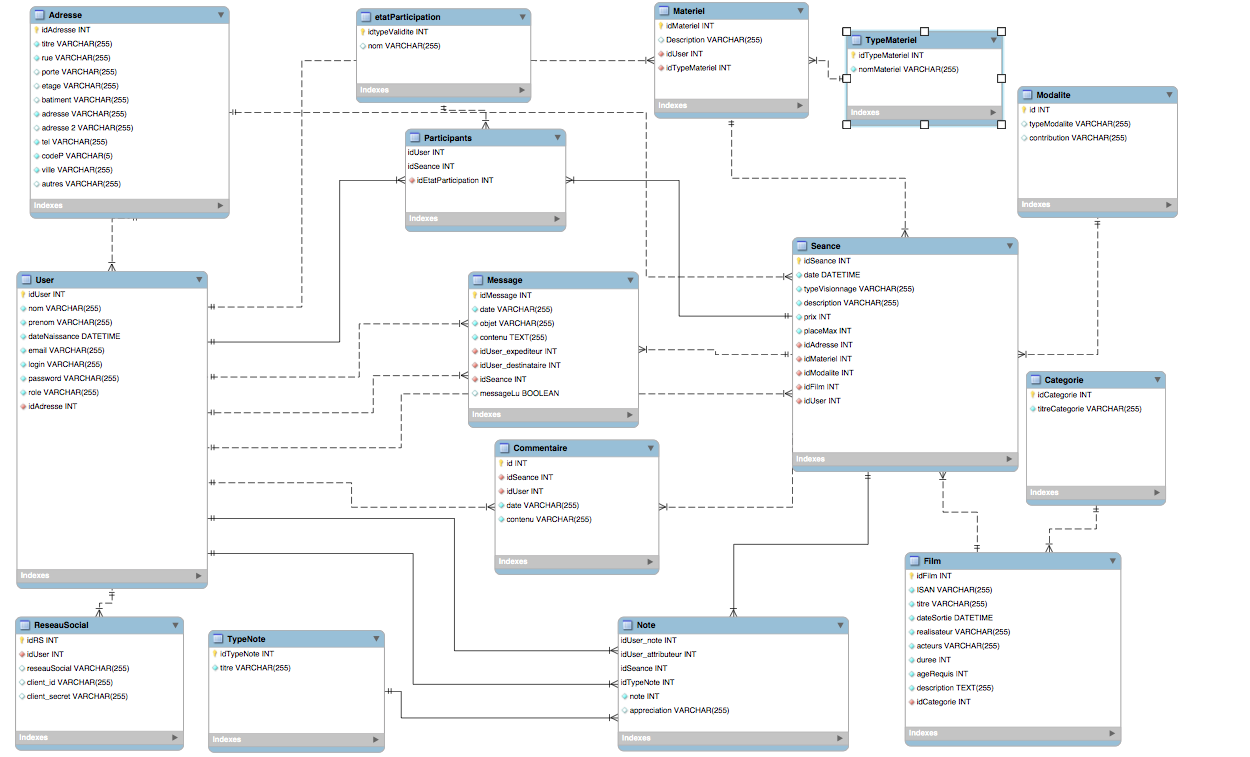 Adresse
idAdresse INT
titre VARCHAR(255)
rue VARCHAR(255)
porte VARCHAR(255)
etage VARCHAR(255)
batiment VARCHAR(255)
adresse VARCHAR(255)
adresse 2 VARCHAR(255)
tel VARCHAR(255)
codeP VARCHAR(5)
ville VARCHAR(255)
autres VARCHAR(255)
Indexes
etatParticipation
idtypeValidite INT
nom VARCHAR(255)
Indexes
Materiel
idMateriel INT
Description VARCHAR(255)
idUser INT
idTypeMateriel INT
Indexes
TypeMateriel
idTypeMateriel INT
nomMateriel VARCHAR(255)
Indexes
Modalite
id INT
typeModalite VARCHAR(255)
contribution VARCHAR(255)
Indexes
Participants
idUser INT
idSeance INT
idEtatParticipation INT
Indexes
User
idUser INT
nom VARCHAR(255)
prenom VARCHAR(255)
dateNaissance DATETIME
email VARCHAR(255)
login VARCHAR(255)
password VARCHAR(255)
role VARCHAR(255)
idAdresse INT
Indexes
Message
idMessage INT
date VARCHAR(255)
objet VARCHAR(255)
contenu TEXT(255)
idUser_expediteur INT
idUser_destinataire INT
idSeance INT
messageLu BOOLEAN
Indexes
Seance
idSeance INT
date DATETIME
typeVisionnage VARCHAR(255)
description VARCHAR(255)
prix INT
placeMax INT
idAdresse INT
idMateriel INT
idModalite INT
idFilm INT
idUser INT
Indexes
Categorie
idCategorie INT
titreCategorie VARCHAR(255)
Indexes
Commentaire
id INT
idSeance INT
idUser INT
date VARCHAR(255)
contenu VARCHAR(255)
Indexes
Film
idFilm INT
ISAN VARCHAR(255)
titre VARCHAR(255)
dateSortie DATETIME
realisateur VARCHAR(255)
acteurs VARCHAR(255)
duree INT
ageRequis INT
description TEXT(255)
idCategorie INT
Indexes
ReseauSocial
idRS INT
idUser INT
reseauSocial VARCHAR(255)
client_id VARCHAR(255)
client_secret VARCHAR(255)
Indexes
TypeNote
idTypeNote INT
titre VARCHAR(255)
Indexes
Note
idUser_note INT
idUser_attributeur INT
idSeance INT
idTypeNote INT
note INT
appreciation VARCHAR(255)
Indexes